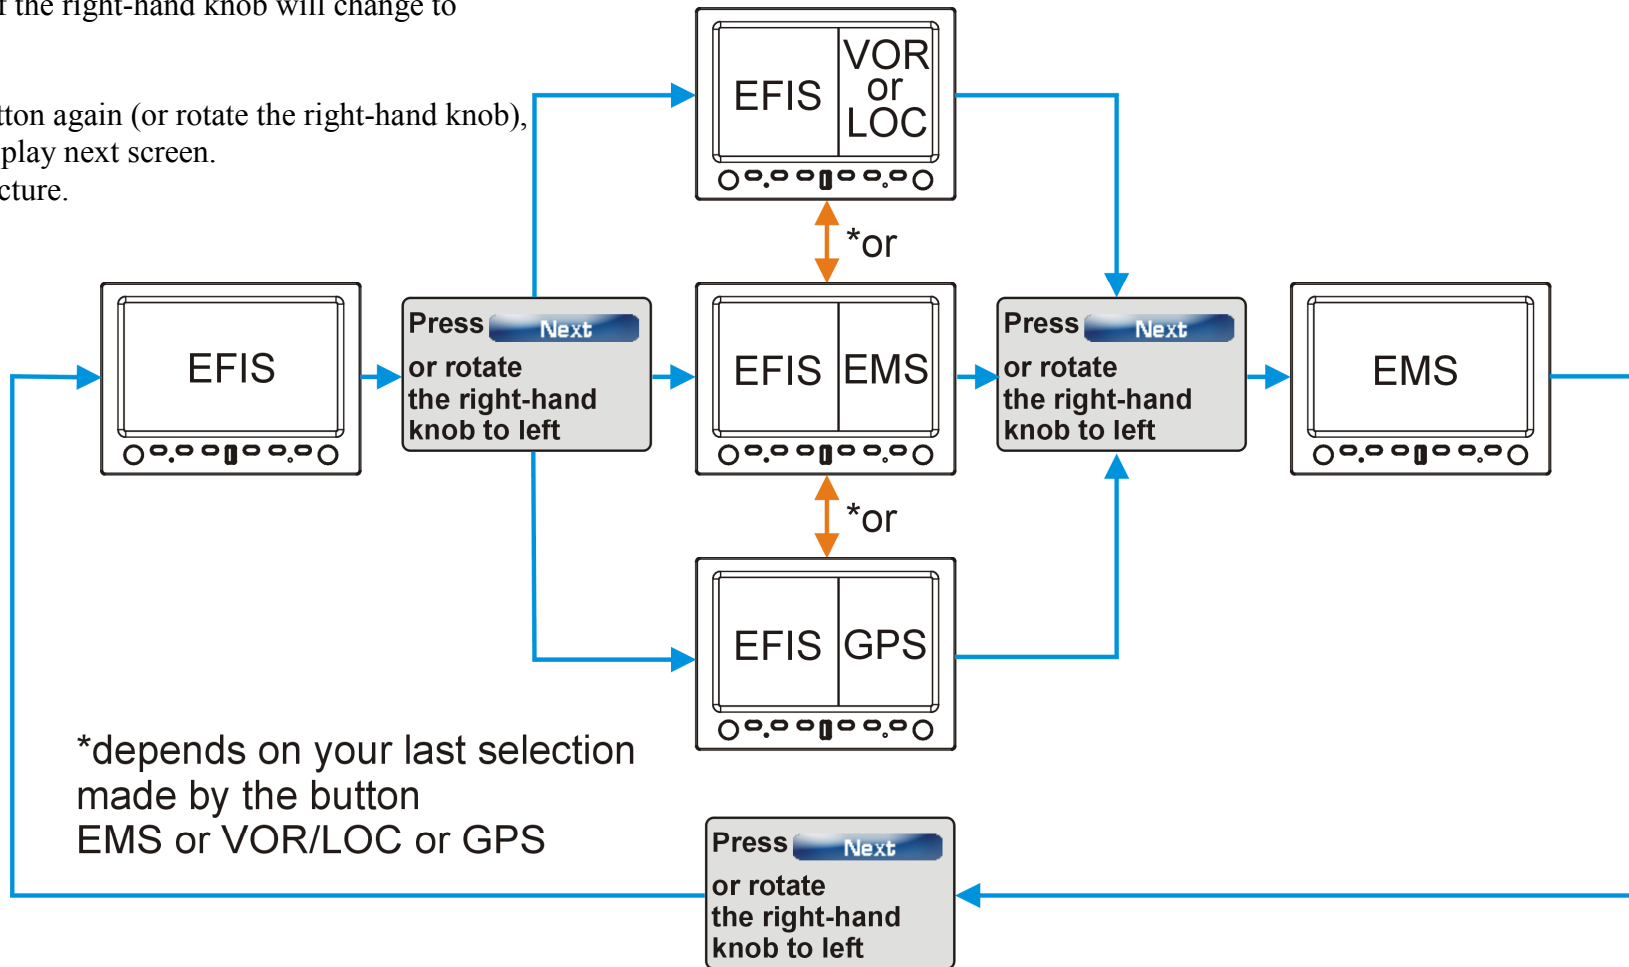 f the right-hand knob will change to
tton again (or rotate the right-hand knob),
play next screen.
cture.
VOR
or
LOC
EFIS
*or
EFIS
Press Next
or rotate
the right-hand
knob to left
EFIS
EMS
Press Next
or rotate
the right-hand
knob to left
EMS
*or
EFIS
GPS
*depends on your last selection
made by the button
EMS or VOR/LOC or GPS
Press Next
or rotate
the right-hand
knob to left